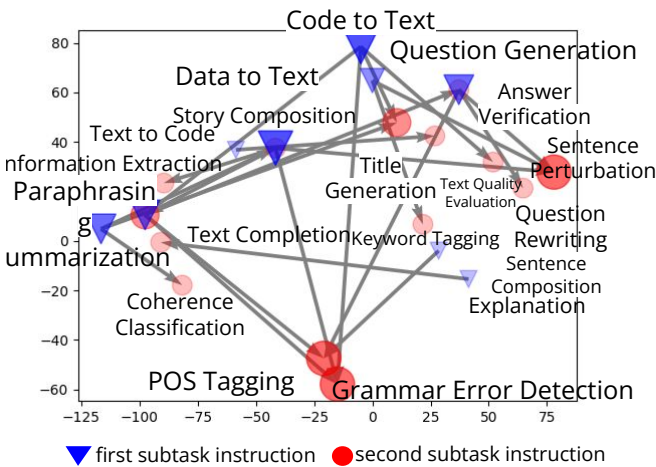 Code to Text
80
Question Generation
Data to Text
60
Answer
Verification
Story Composition
Text to Code
40
Sentence
Perturbation
nformation Extraction
Title
Generation
Text Quality
Evaluation
20
Paraphrasin
g
Question
Rewriting
Text Completion
Keyword Tagging
0
ummarization
Sentence
Composition
−20
Coherence
Classification
Explanation
−40
POS Tagging
Grammar Error Detection
−60
−125 −100 −75 −50 −25 0 25 50 75
first subtask instruction second subtask instruction